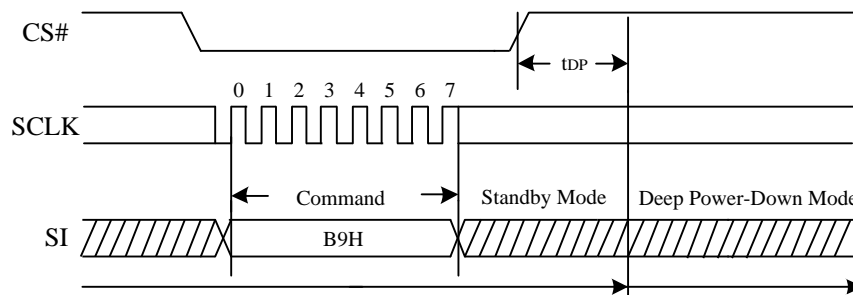 CS#
tDP
0 1 2 3 4 5 6 7
SCLK
Command Standby Mode Deep Power-Down Mode
SI
B9H